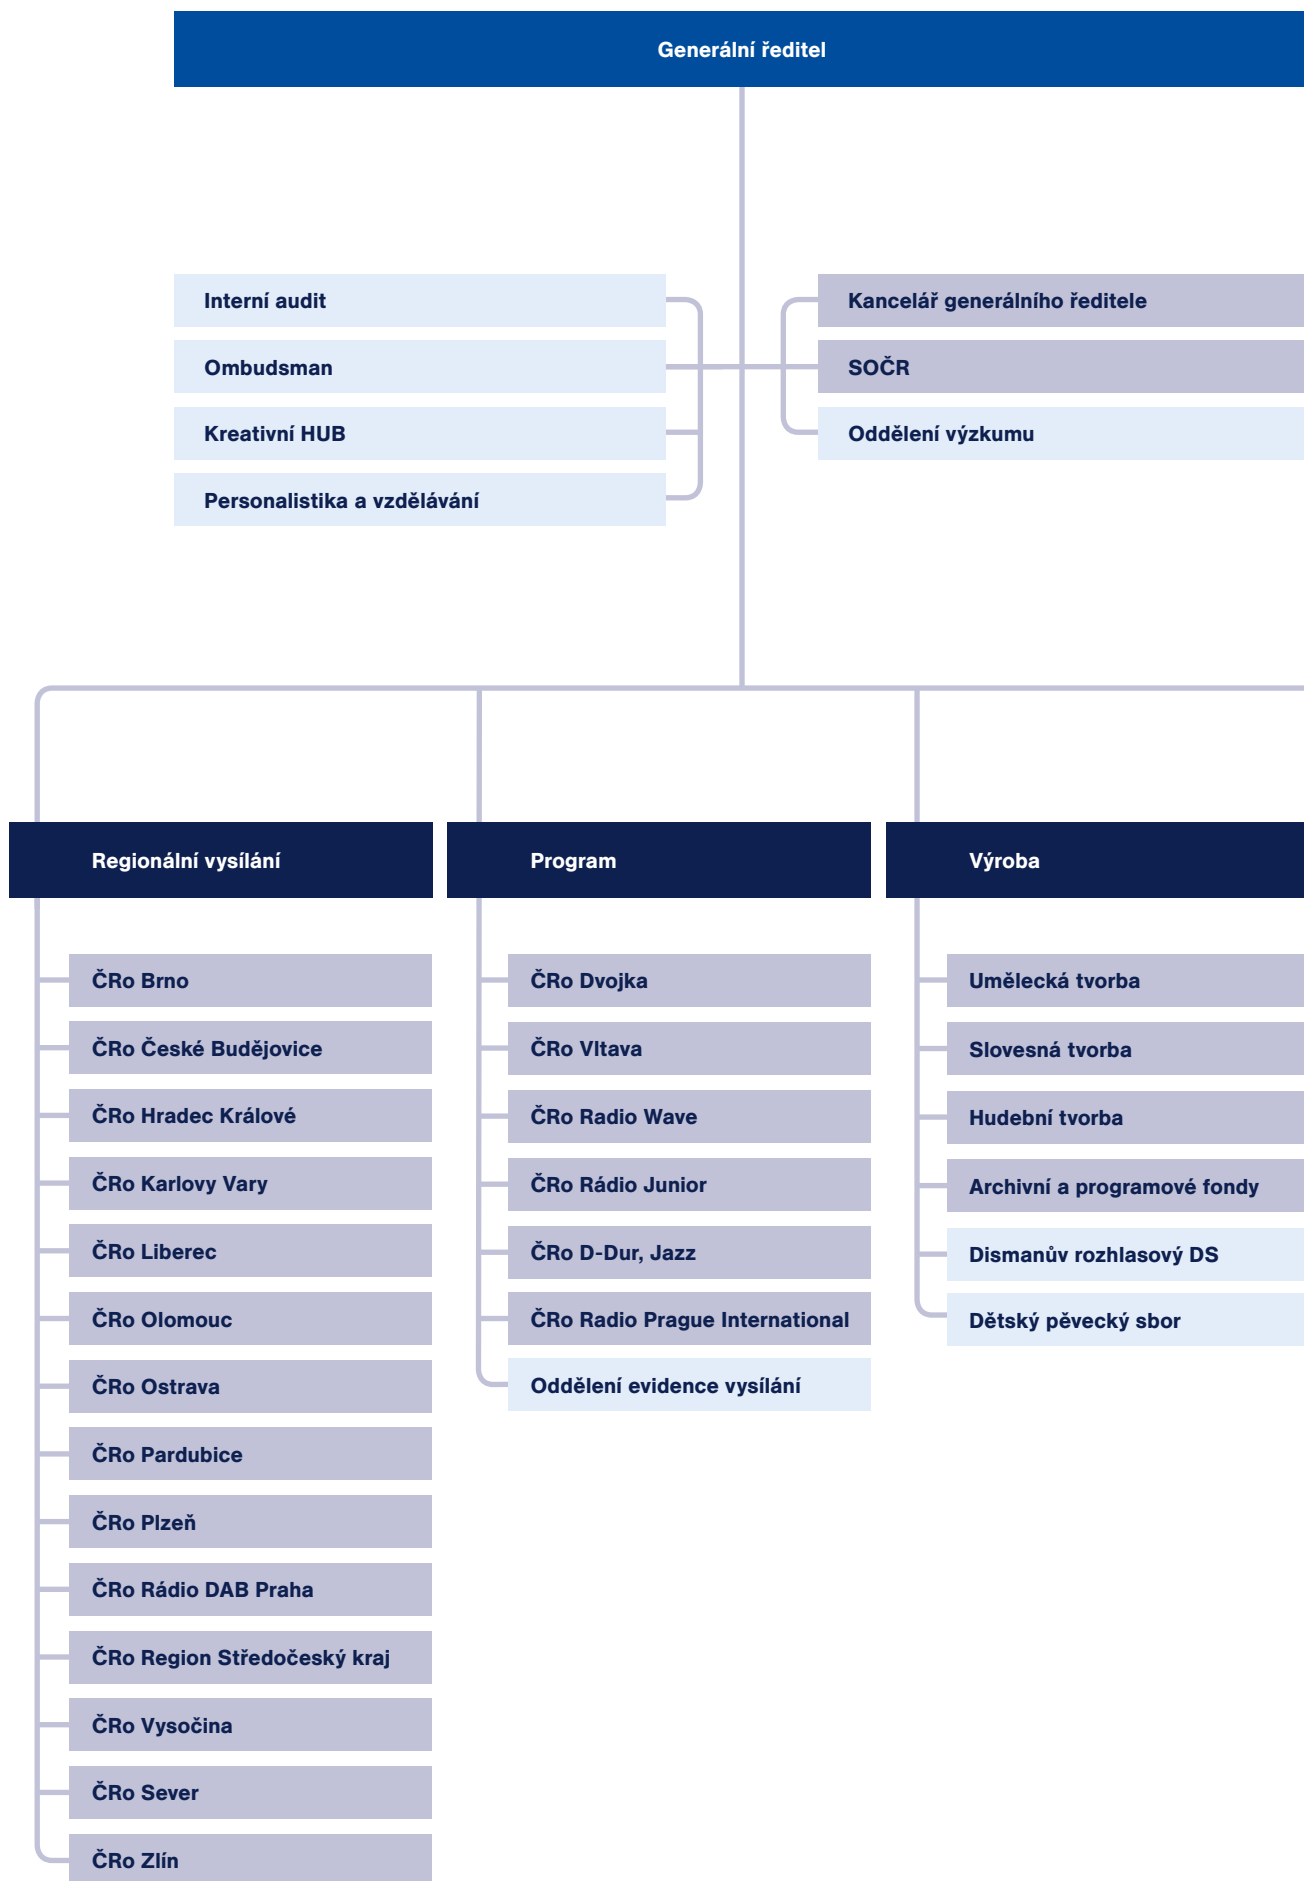 Generální ředitel
Interní audit
Ombudsman
Kreativní HUB
Personalistika a vzdělávání
Kancelář generálního ředitele
SOČR
Oddělení výzkumu
Regionální vysílání
ČRo Brno
ČRo České Budějovice
ČRo Hradec Králové
ČRo Karlovy Vary
ČRo Liberec
ČRo Olomouc
ČRo Ostrava
ČRo Pardubice
ČRo Plzeň
ČRo Rádio DAB Praha
ČRo Region Středočeský kraj
ČRo Vysočina
ČRo Sever
ČRo Zlín
Program
ČRo Dvojka
ČRo Vltava
ČRo Radio Wave
ČRo Rádio Junior
ČRo D-Dur, Jazz
ČRo Radio Prague International
Oddělení evidence vysílání
Výroba
Umělecká tvorba
Slovesná tvorba
Hudební tvorba
Archivní a programové fondy
Dismanův rozhlasový DS
Dětský pěvecký sbor